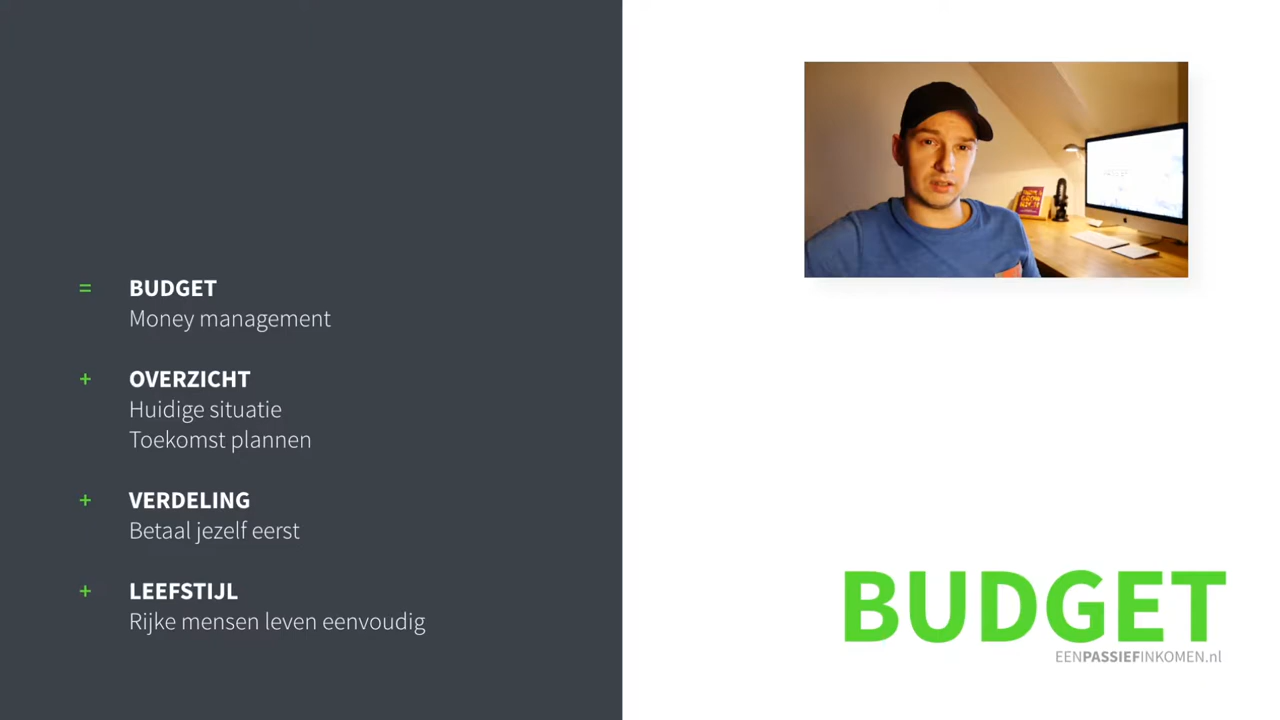 = BUDGET
Money management
+ OVERZICHT
Huidige situatie
Toekomst plannen
+ VERDELING
Betaal jezelf eerst
+ LEEFSTIJL
Rijke mensen leven eenvoudig
BUDGET
EENPASSIEFINKOMEN.nl